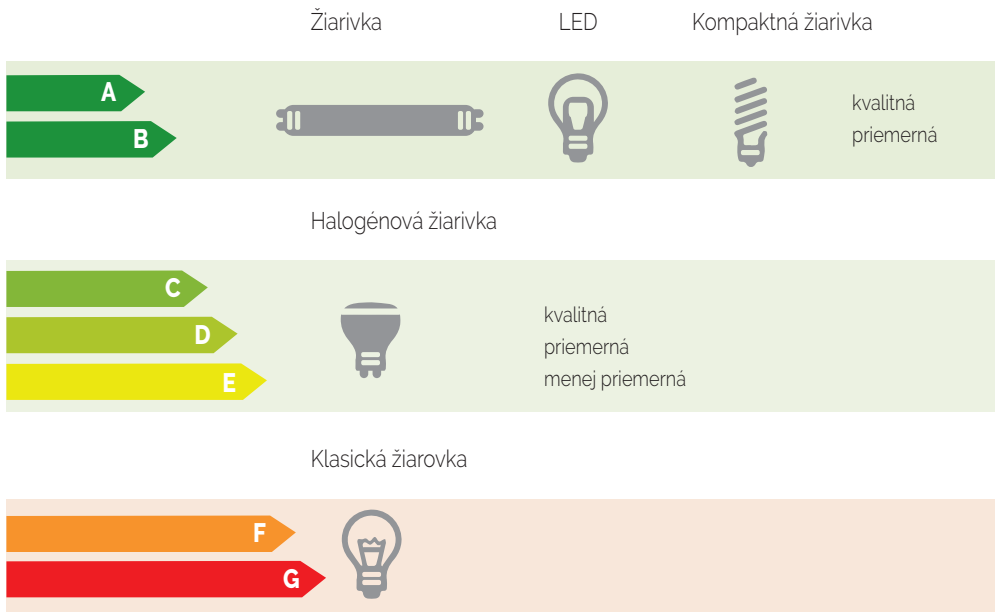 Žiarivka LED Kompaktná žiarivka
A
kvalitná
B
priemerná
Halogénová žiarivka
C
kvalitná
D
priemerná
E
menej priemerná
Klasická žiarovka
F
G